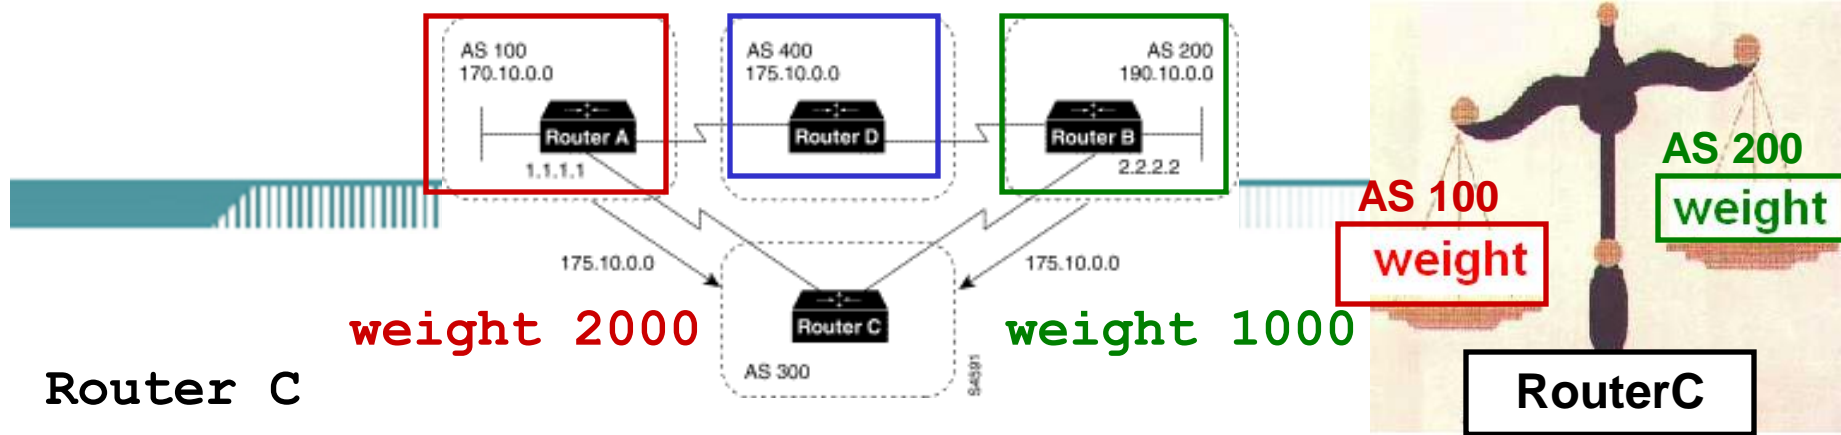 AS 100
170.10.0.0
Router A
1.1.1.1
AS 400
175.10.0.0
Router D
AS 200
190.10.0.0
Router B
2.2.2.2
175.10.0.0
175.10.0.0
weight 2000
weight 1000
Router C
AS 300
S4591
Router C
AS 200
weight
AS 100
weight
RouterC